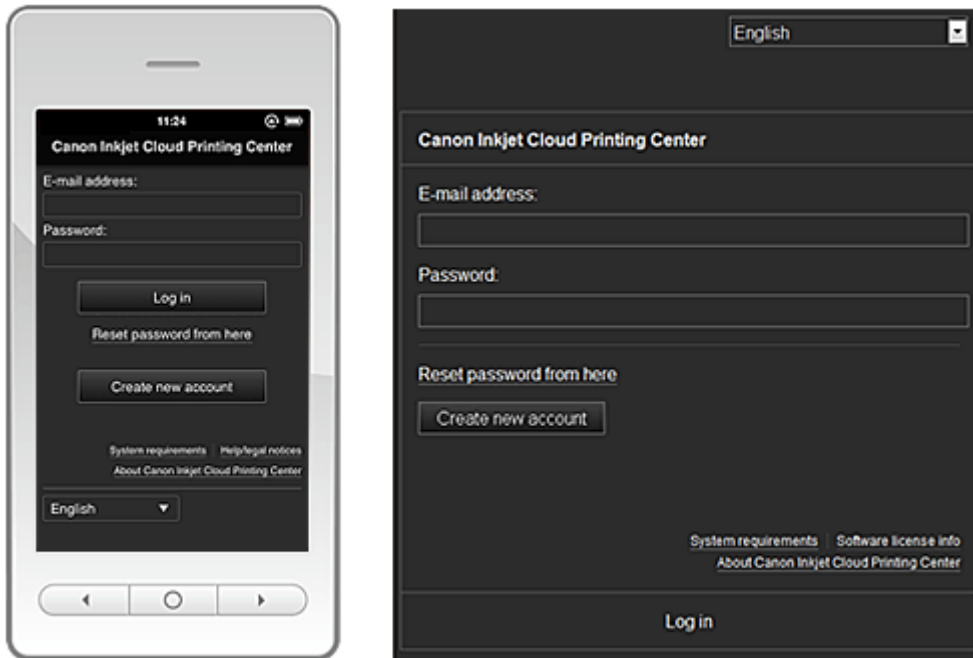 11:24
Canon Inkjet Cloud Printing Center
E-mail address:
Password:
Log in
Reset password from here
Create new account
System requirements Help/legal notices
About Canon Inkjet Cloud Printing Center
English
English
Canon Inkjet Cloud Printing Center
E-mail address:
Password:
Reset password from here
Create new account
System requirements Software license info
About Canon Inkjet Cloud Printing Center
Log in